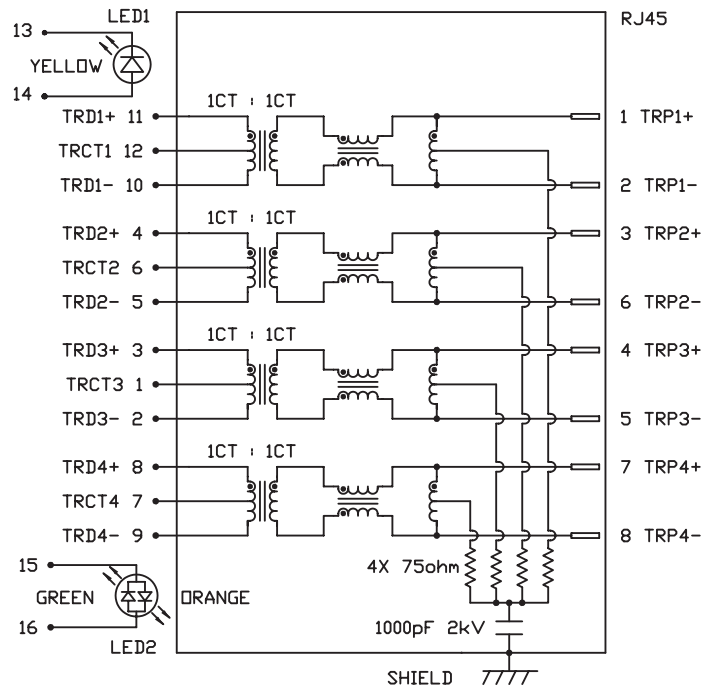 LED1
RJ45
13
YELLOW
14
1CT : 1CT
TRD1+ 11
1 TRP1+
TRCT1 12
TRD1- 10
2 TRP1-
1CT : 1CT
TRD2+ 4
3 TRP2+
TRCT2 6
TRD2- 5
6 TRP2-
1CT : 1CT
TRD3+ 3
4 TRP3+
TRCT3 1
TRD3- 2
5 TRP3-
1CT : 1CT
TRD4+ 8
7 TRP4+
TRCT4 7
TRD4- 9
8 TRP4-
15
4X 75ohm
GREEN
ORANGE
16
1000pF 2kV
LED2
SHIELD